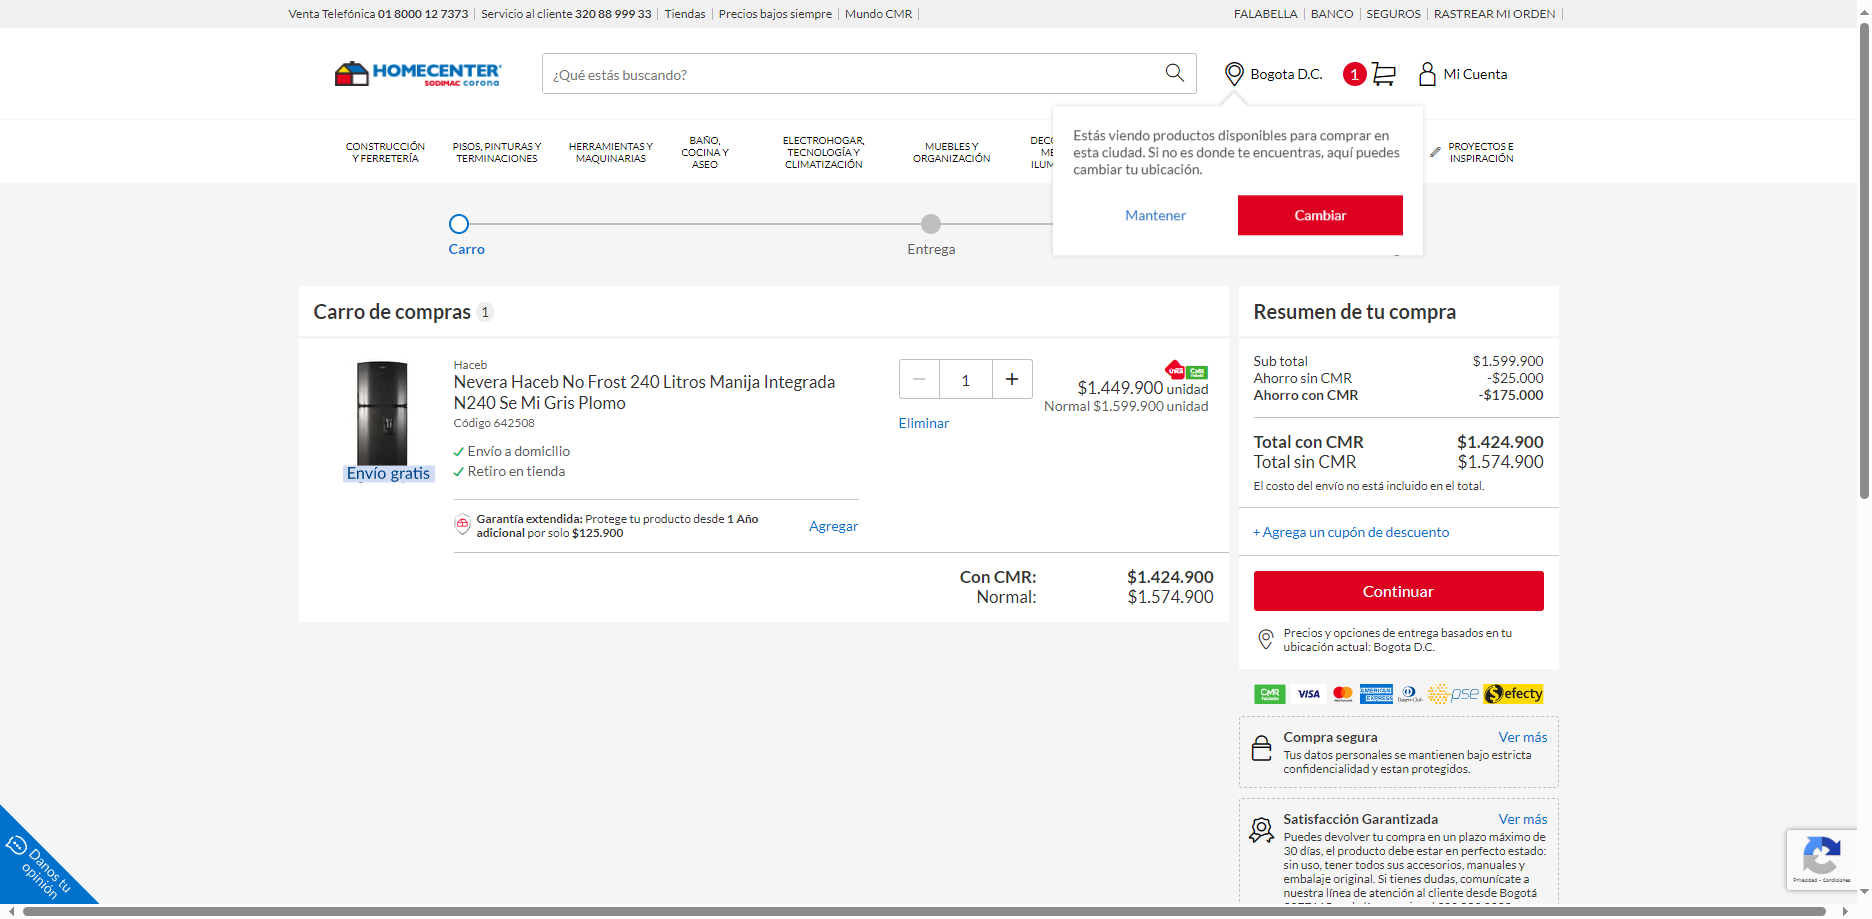 Venta Telefónica 01 8000 12 7373 Servicio al cliente 320 88 999 33 Tiendas Precios bajos siempre Mundo CMR FALABELLA BANCO SEGUROS RASTREAR MI ORDEN
HOMECENTER
SODIMAC corona
¿Qué estás buscando?
Bogota D.C.
1
Mi Cuenta
Estás viendo productos disponibles para comprar en
esta ciudad. Si no es donde te encuentras, aquí puedes
cambiar tu ubicación.
Mantener
Cambiar
CONSTRUCCIÓN
Y FERRETERÍA
PISOS, PINTURAS Y
TERMINACIONES
HERRAMIENTAS Y
MAQUINARIAS
BAÑO,
COCINA Y
ASEO
ELECTROHOGAR,
TECNOLOGÍA Y
CLIMATIZACIÓN
MUEBLES Y
ORGANIZACIÓN
PROYECTOS E
INSPIRACIÓN
Carro
Entrega
Carro de compras 1
Haceb
Nevera Haceb No Frost 240 Litros Manija Integrada
N240 Se Mi Gris Plomo
Código 642508
Envío a domicilio
Retiro en tienda
Envío gratis
1
Eliminar
CMR
$1.449.900 unidad
Normal $1.599.900 unidad
Garantía extendida: Protege tu producto desde 1 Año
adicional por solo $125.900
Agregar
Con CMR: $1.424.900
Normal: $1.574.900
Resumen de tu compra
Sub total $1.599.900
Ahorro sin CMR -$25.000
Ahorro con CMR -$175.000
Total con CMR $1.424.900
Total sin CMR $1.574.900
El costo del envío no está incluido en el total.
+ Agrega un cupón de descuento
Continuar
Precios y opciones de entrega basados en tu
ubicación actual: Bogota D.C.
CMR VISA AMERICAN EXPRESS Diners Club pse efecty
Compra segura Ver más
Tus datos personales se mantienen bajo estricta
confidencialidad y estan protegidos.
Satisfacción Garantizada Ver más
Puedes devolver tu compra en un plazo máximo de
30 días, el producto debe estar en perfecto estado:
sin uso, tener todos sus accesorios, manuales y
embalaje original. Si tienes dudas, comunícate a
nuestra línea de atención al cliente desde Bogotá
Danos tu
opinión
Privacidad - Condiciones